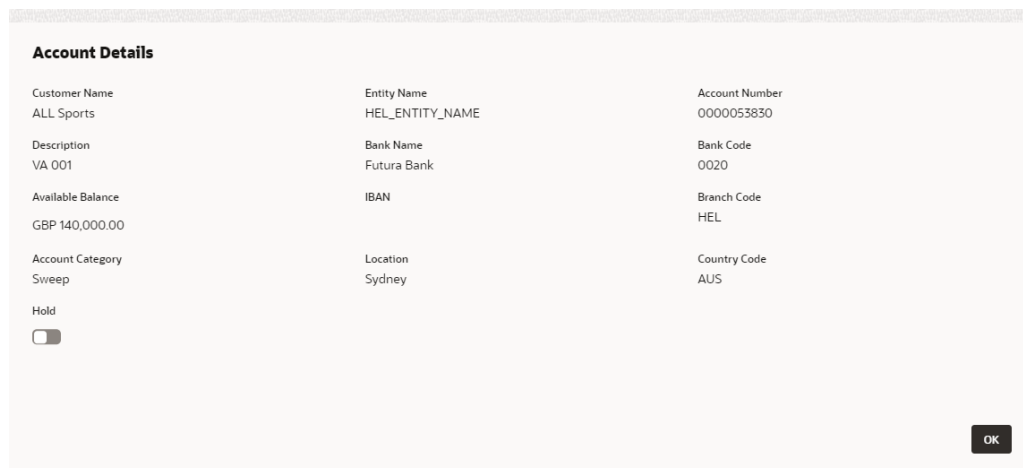 Account Details
Customer Name Entity Name Account Number
ALL Sports HEL_ENTITY_NAME 0000053830
Description Bank Name Bank Code
VA 001 Futura Bank 0020
Available Balance IBAN Branch Code
GBP 140,000.00 HEL
Account Category Location Country Code
Sweep Sydney AUS
Hold
OK